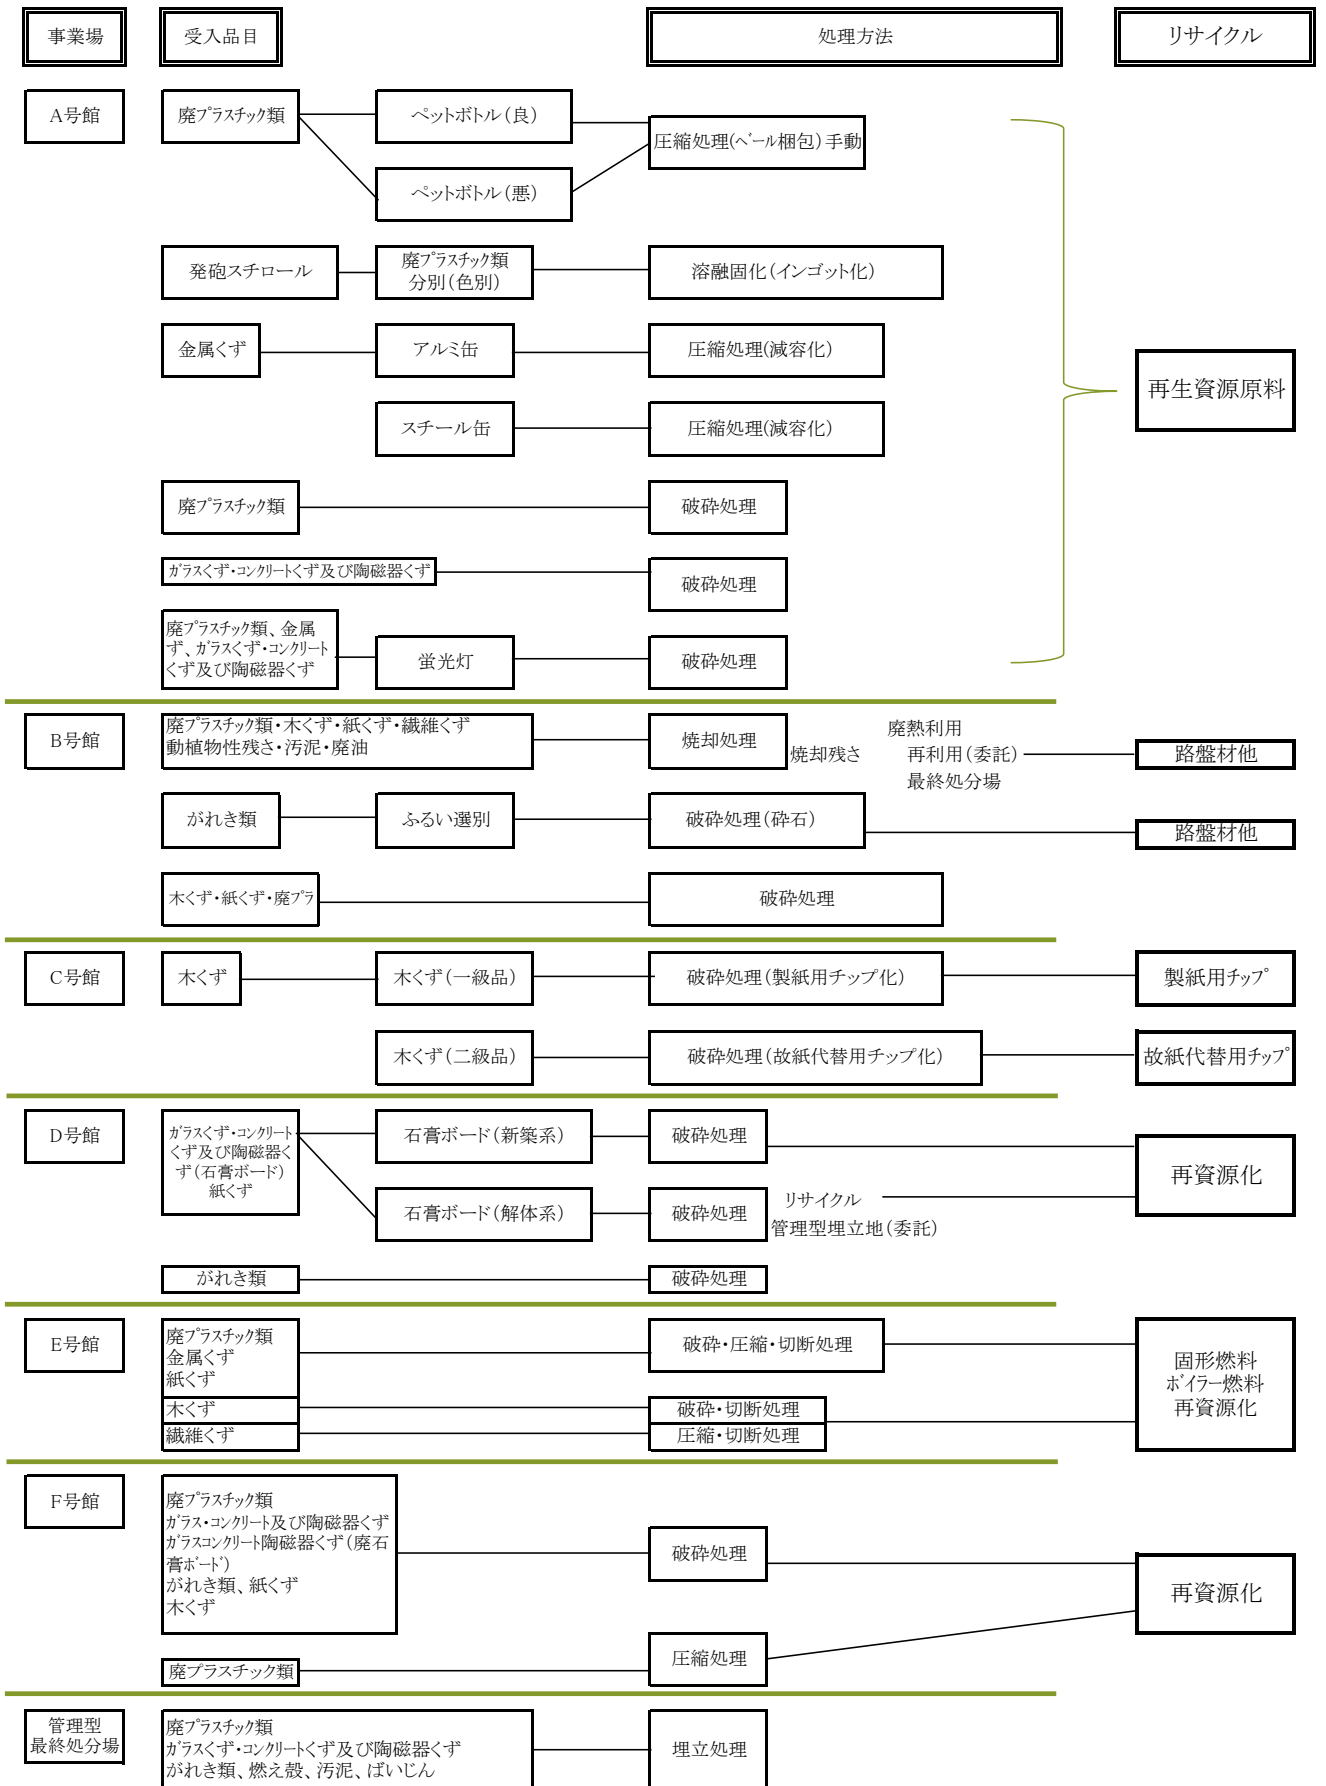 事業場
受入品目
処理方法
リサイクル
A号館
廃プラスチック類
ペットボトル(良)
圧縮処理(ベール梱包)手動
ペットボトル(悪)
発砲スチロール
廃プラスチック類
分別(色別)
溶融固化(インゴット化)
金属くず
アルミ缶
圧縮処理(減容化)
再生資源原料
スチール缶
圧縮処理(減容化)
廃プラスチック類
破砕処理
ガラスくず・コンクリートくず及び陶磁器くず
破砕処理
廃プラスチック類、金属
ず、ガラスくず・コンクリート
くず及び陶磁器くず
蛍光灯
破砕処理
B号館
廃プラスチック類・木くず・紙くず・繊維くず
動植物性残さ・汚泥・廃油
焼却処理
焼却残さ
廃熱利用
再利用(委託)
最終処分場
路盤材他
がれき類
ふるい選別
破砕処理(砕石)
路盤材他
木くず・紙くず・廃プラ
破砕処理
C号館
木くず
木くず(一級品)
破砕処理(製紙用チップ化)
製紙用チップ
木くず(二級品)
破砕処理(故紙代替用チップ化)
故紙代替用チップ
D号館
ガラスくず・コンクリート
くず及び陶磁器く
ず(石膏ボード)
紙くず
石膏ボード(新築系)
破砕処理
再資源化
石膏ボード(解体系)
破砕処理
リサイクル
管理型埋立地(委託)
がれき類
破砕処理
E号館
廃プラスチック類
金属くず
紙くず
破砕・圧縮・切断処理
固形燃料
ボイラー燃料
再資源化
木くず
破砕・切断処理
繊維くず
圧縮・切断処理
F号館
廃プラスチック類
ガラス・コンクリート及び陶磁器くず
ガラスコンクリート陶磁器くず(廃石
膏ボード)
がれき類、紙くず
木くず
破砕処理
再資源化
廃プラスチック類
圧縮処理
管理型
最終処分場
廃プラスチック類
ガラスくず・コンクリートくず及び陶磁器くず
がれき類、燃え殻、汚泥、ばいじん
埋立処理